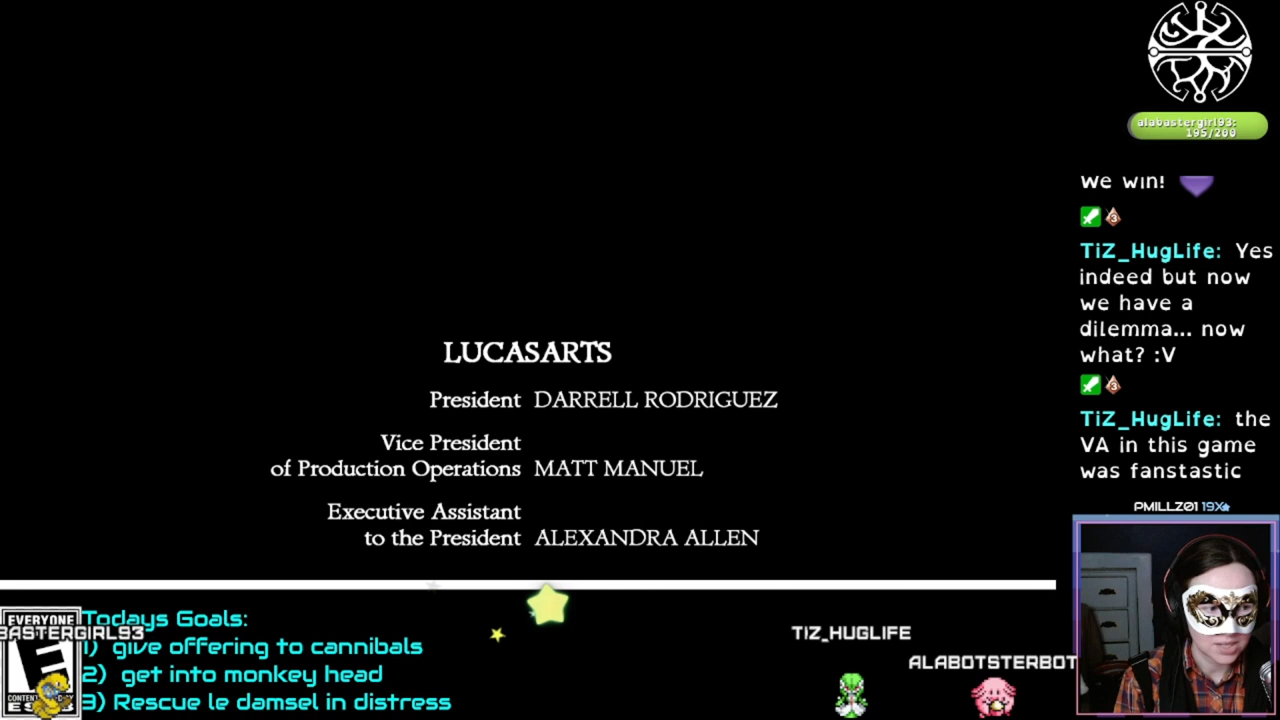 alabastergirl93:
195/200
We win!
TiZ_HugLife: Yes
indeed but now
we have a
dilemma... now
what? :V
3
TiZ_HugLife: the
VA in this game
was fanstastic
3
LUCASARTS
President DARRELL RODRIGUEZ
Vice President
of Production Operations MATT MANUEL
Executive Assistant
to the President ALEXANDRA ALLEN
PMILLZ01 19X
EVERYONE
BASTERGIRL93
E
Todays Goals:
1) give offering to cannibals
2) get into monkey head
3) Rescue le damsel in distress
TIZ_HUGLIFE
ALABOTSTERBOT